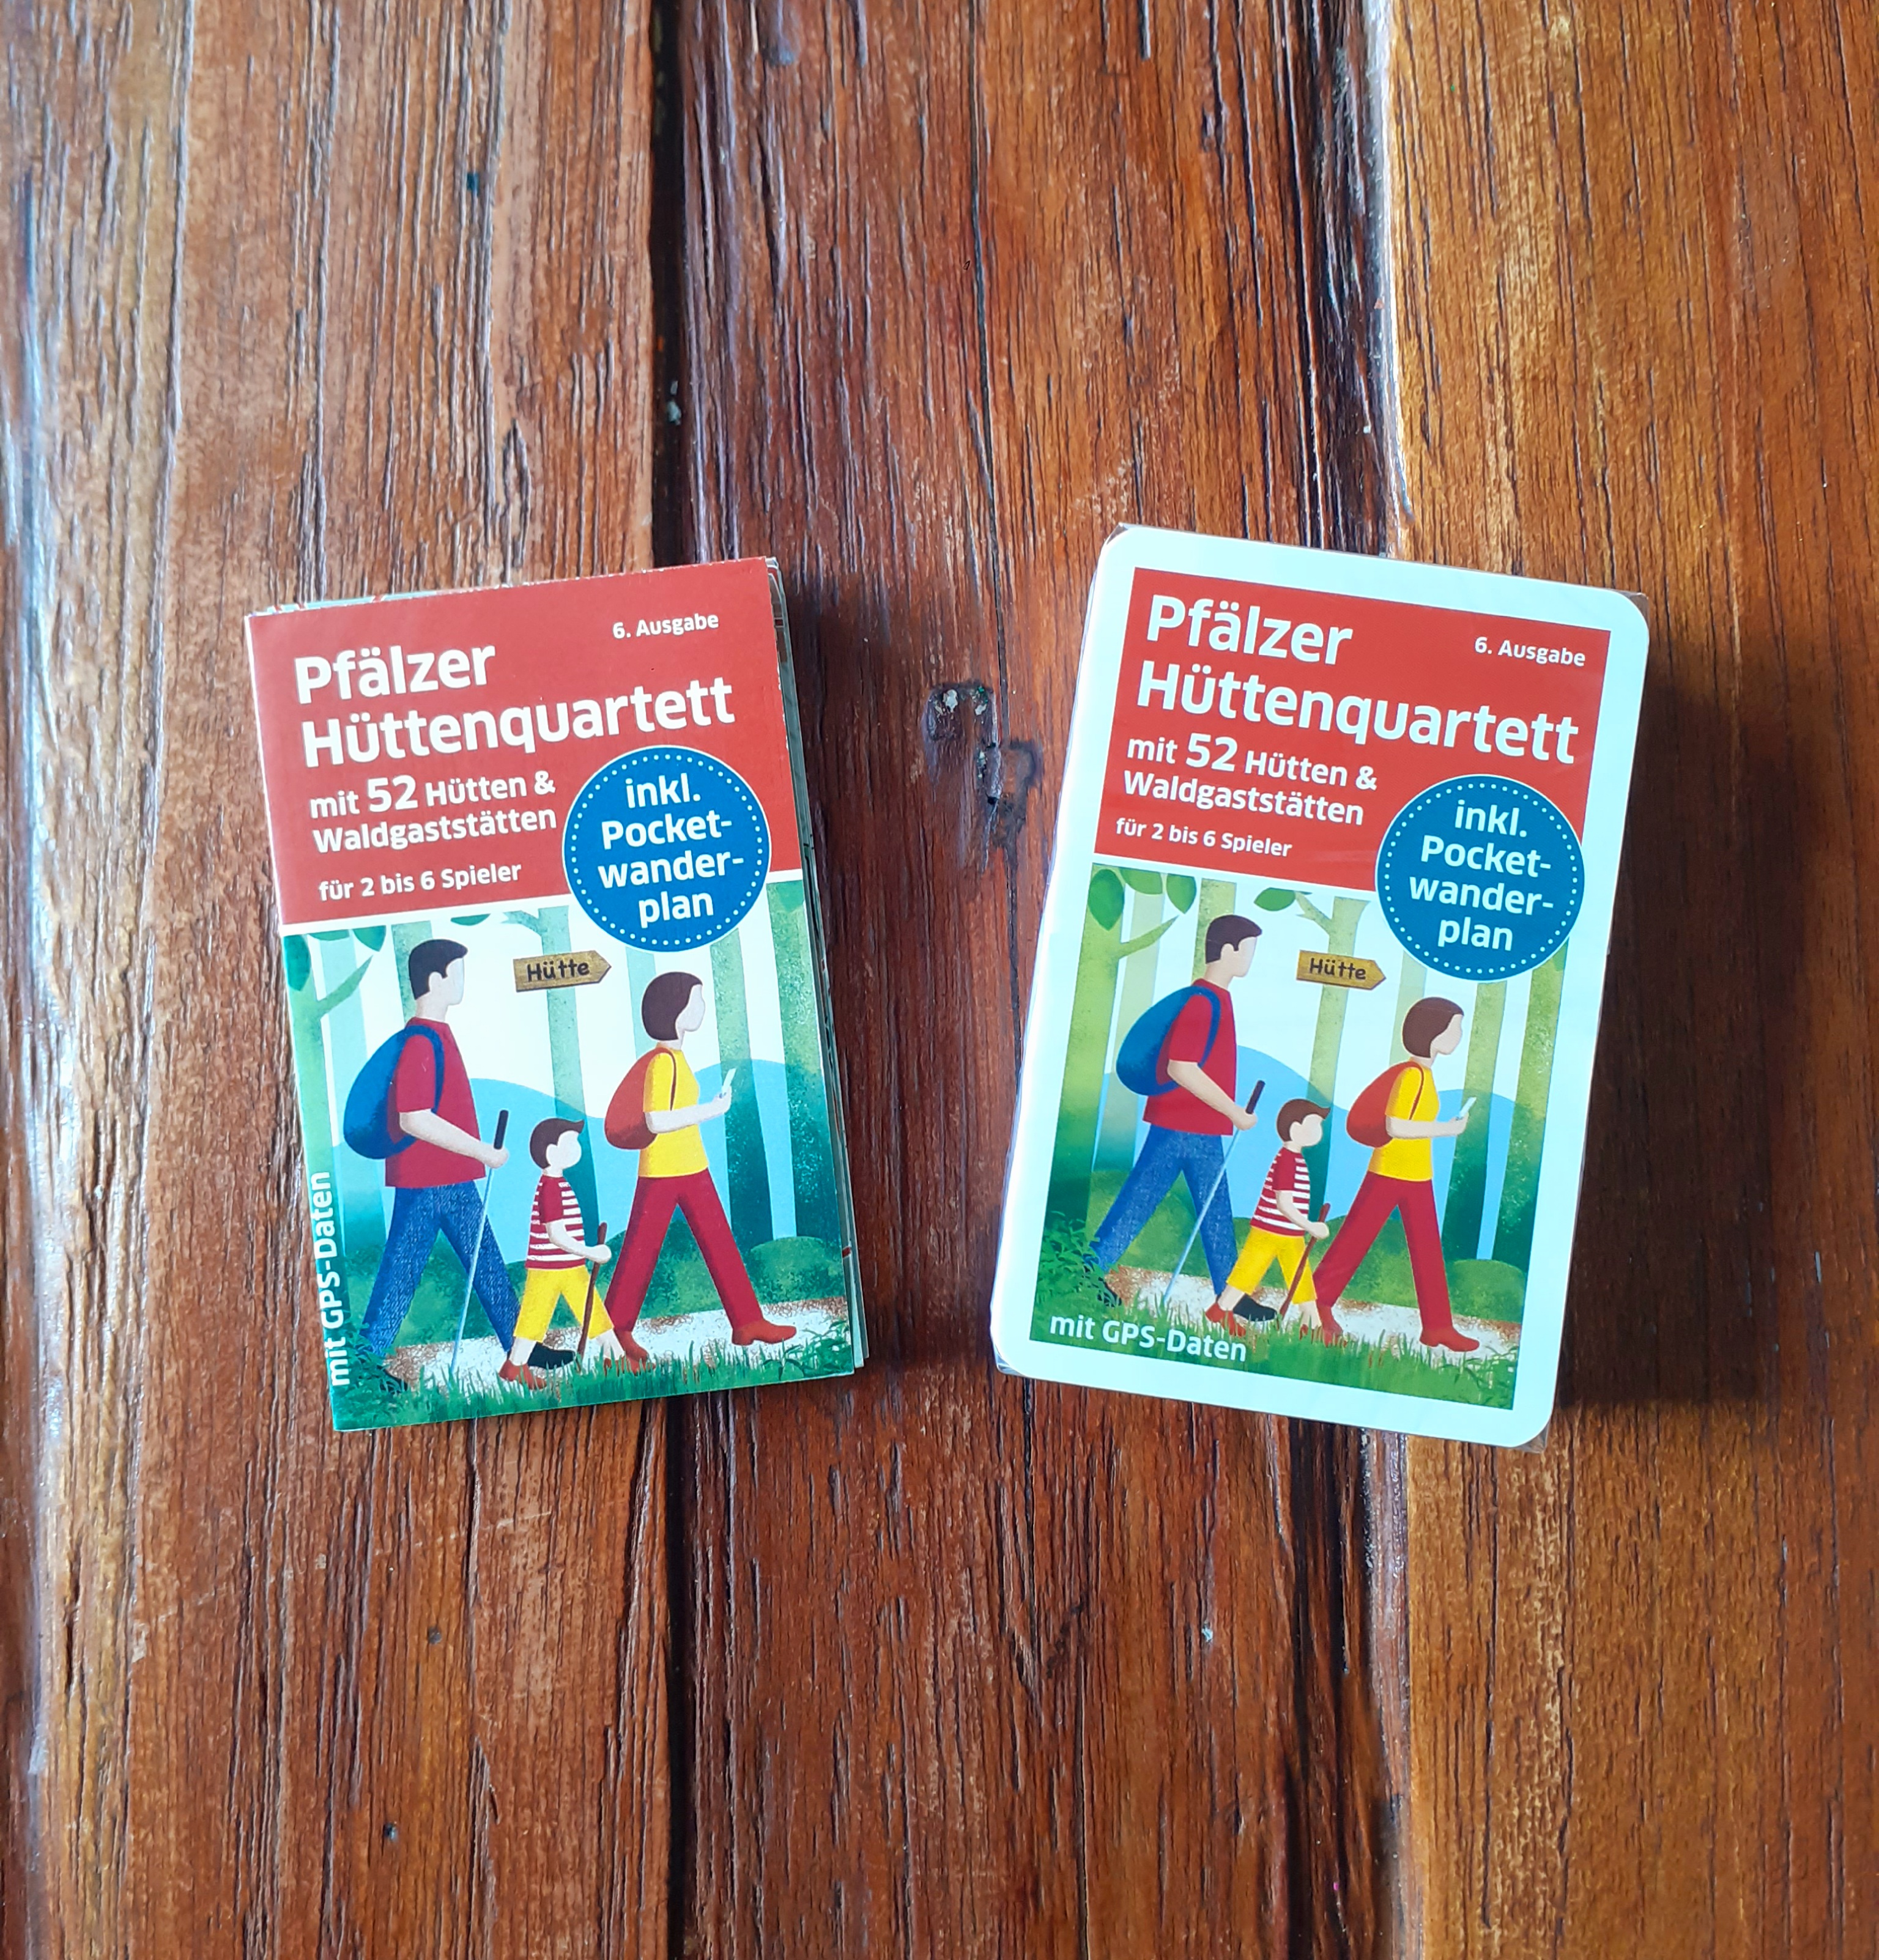 Pfälzer
6. Ausgabe
Hüttenquartett
mit 52 Hütten &
Waldgaststätten
für 2 bis 6 Spieler
inkl.
Pocket-
wander-
plan
Hütte
mit GPS-Daten
Pfälzer
6. Ausgabe
Hüttenquartett
mit 52 Hütten &
Waldgaststätten
für 2 bis 6 Spieler
inkl.
Pocket-
wander-
plan
Hütte
mit GPS-Daten